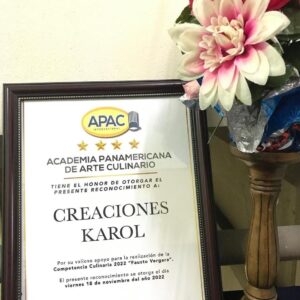 APAC
INTERNATIONAL
ACADEMIA PANAMERICANA
DE ARTE CULINARIO
TIENE EL HONOR DE OTORGAR EL
PRESENTE RECONOCIMIENTO A:
CREACIONES
KAROL
Por su valioso apoyo para la realización de la
Competencia Culinaria 2022 "Fausto Vergara".
El presente reconocimiento se otorga el día
viernes 18 de noviembre del año 2022